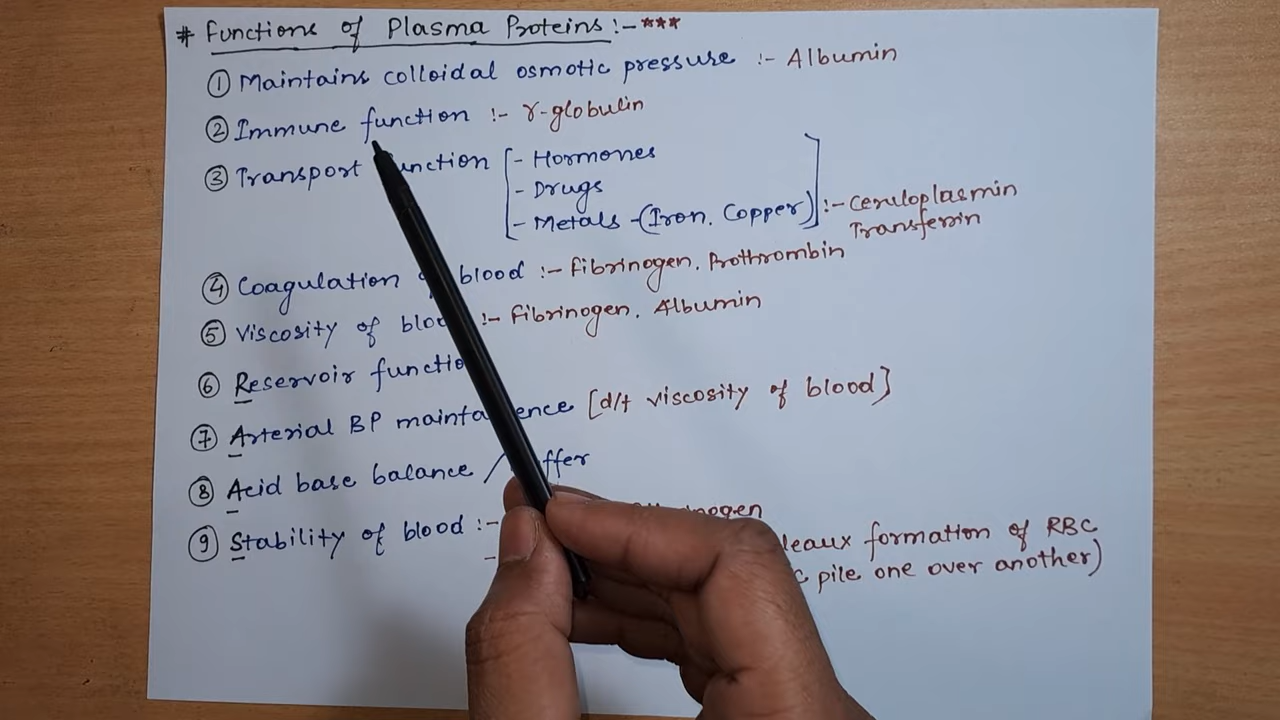 # Functions of Plasma Proteins :- ***
① Maintains colloidal osmotic pressure :- Albumin
② Immune function :- γ-globulin
③ Transport function
- Hormones
- Drugs
- Metals -(Iron, Copper) :- Ceruloplasmin
Transferrin
④ Coagulation blood :- Fibrinogen, Prothrombin
⑤ Viscosity of :- Fibrinogen, Albumin
⑥ Reservoir
⑦ Arterial BP [d/t viscosity of blood]
⑧ Acid base balance /
⑨ Stability of blood :-
- formation of RBC
pile one over another)